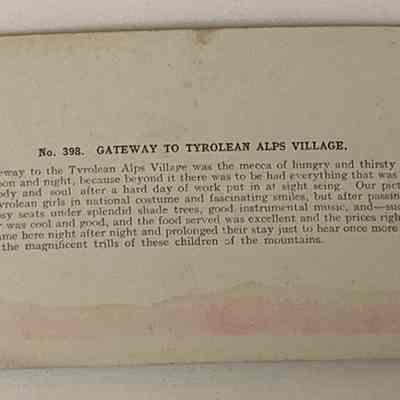 No. 398. GATEWAY TO TYROLEAN ALPS VILLAGE.
eway to the Tyrolean Alps Village was the mecca of hungry and thirsty
oon and night, because beyond it there was to be had everything that was
ody and soul after a hard day of work put in at sight seing. Our pict
yrolean girls in national costume and fascinating smiles, but after passin
sy seats under splendid shade trees, good instrumental music, and—suc
r was cool and good, and the food served was excellent and the prices righ
ame here night after night and prolonged their stay just to hear once more
the magnificent trills of these children of the mountains.